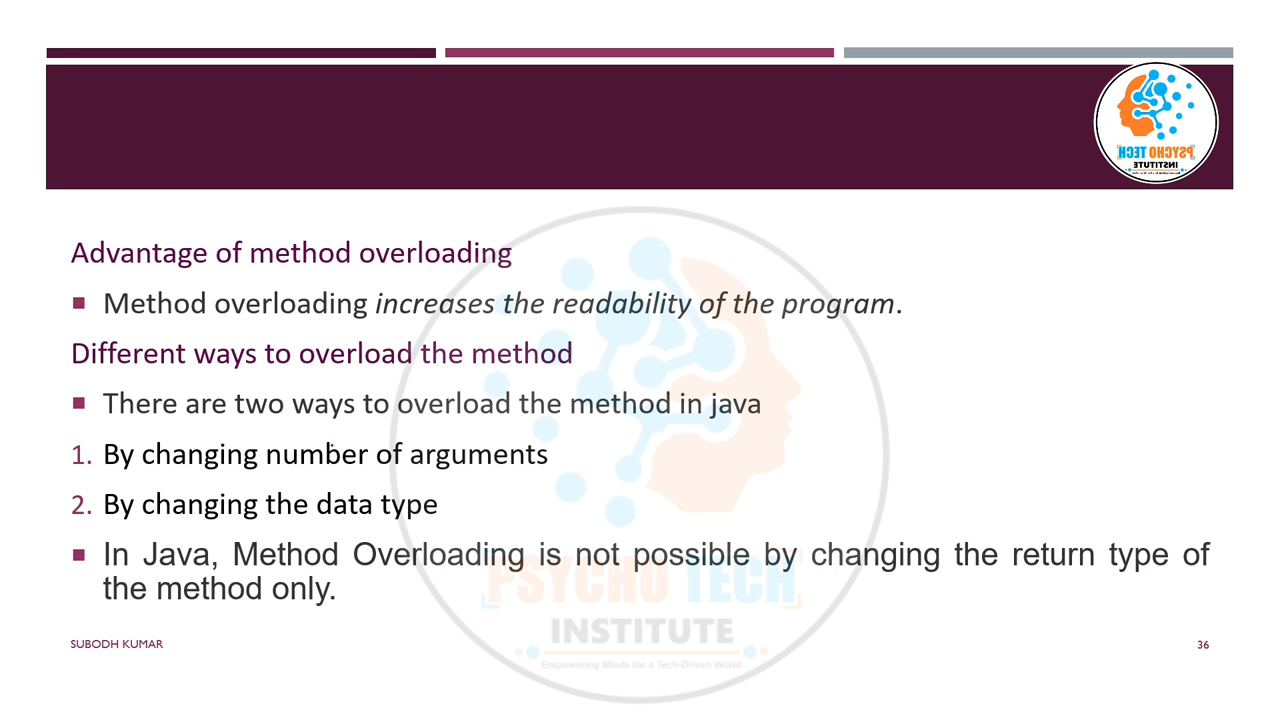 PSYCHO TECH
INSTITUTE
Advantage of method overloading
Method overloading increases the readability of the program.
Different ways to overload the method
There are two ways to overload the method in java
1. By changing number of arguments
2. By changing the data type
In Java, Method Overloading is not possible by changing the return type of
the method only.
PSYCHO TECH
INSTITUTE
Empowering Minds for a Tech-Driven World
SUBODH KUMAR
36